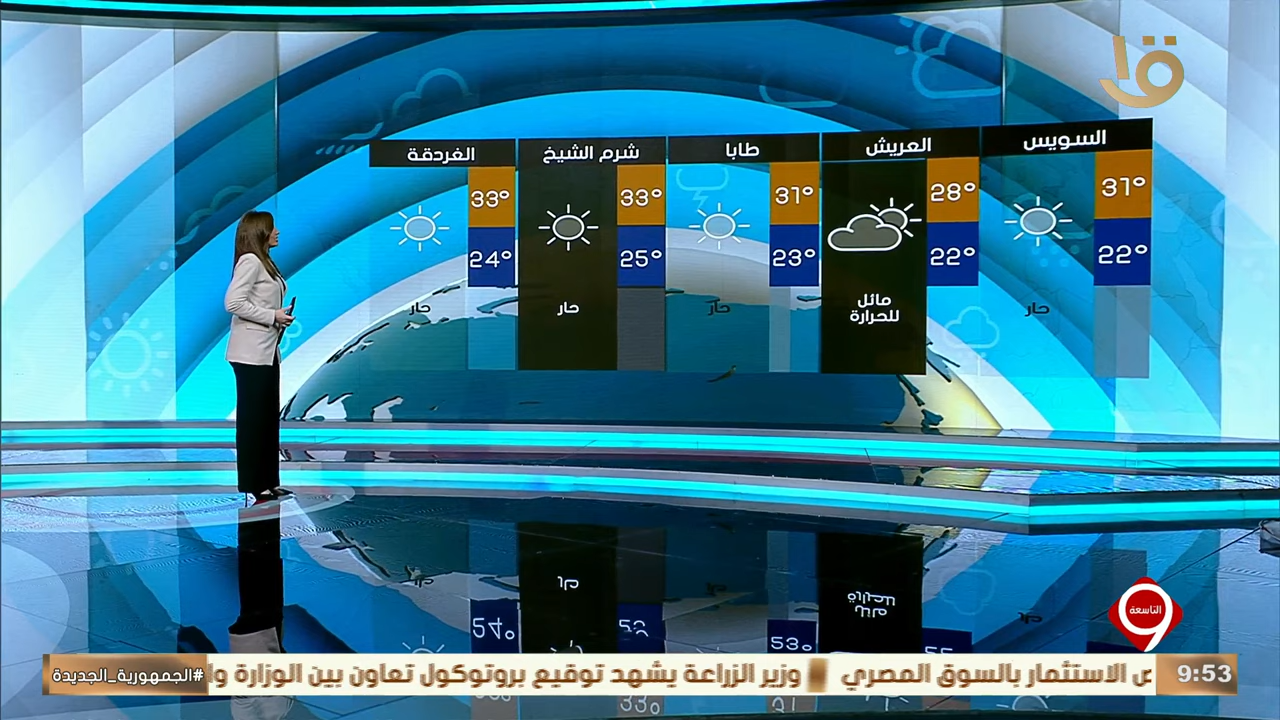 السويس
31°
22°
حار
العريش
28°
22°
مائل
للحرارة
طابا
31°
23°
حار
شرم الشيخ
33°
25°
حار
الغردقة
33°
24°
حار
التاسعة
9
9:53
الاستثمار بالسوق المصري
وزير الزراعة يشهد توقيع بروتوكول تعاون بين الوزارة
#الجمهورية_الجديدة